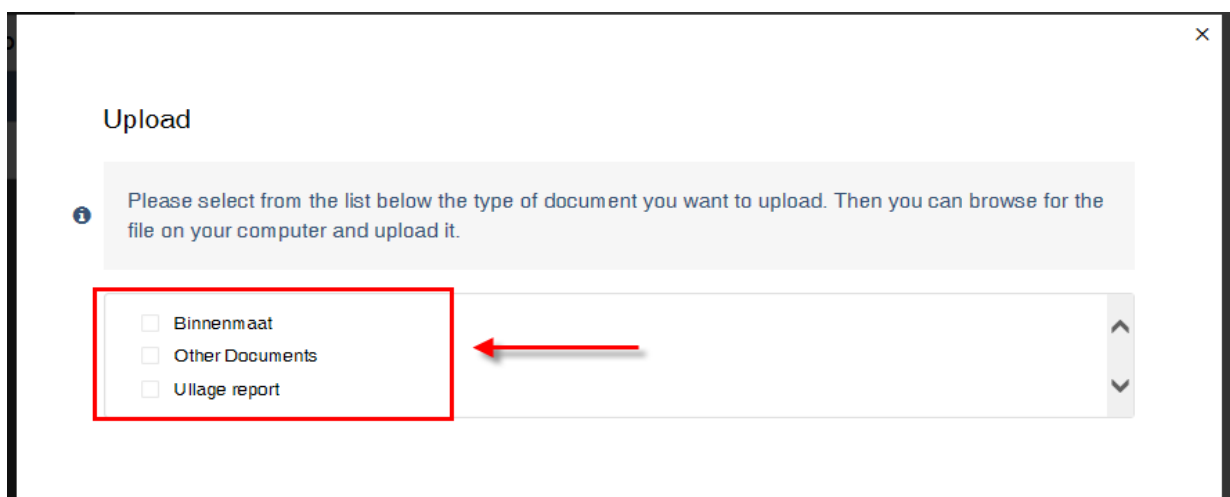 Upload
Please select from the list below the type of document you want to upload. Then you can browse for the
file on your computer and upload it.
Binnenmaat
Other Documents
Ullage report